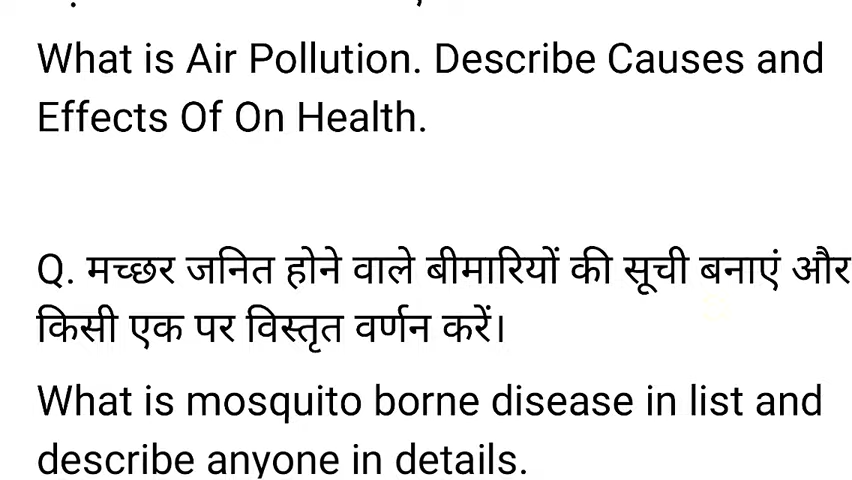 What is Air Pollution. Describe Causes and
Effects Of On Health.
Q. मच्छर जनित होने वाले बीमारियों की सूची बनाएं और
किसी एक पर विस्तृत वर्णन करें।
What is mosquito borne disease in list and
describe anyone in details.